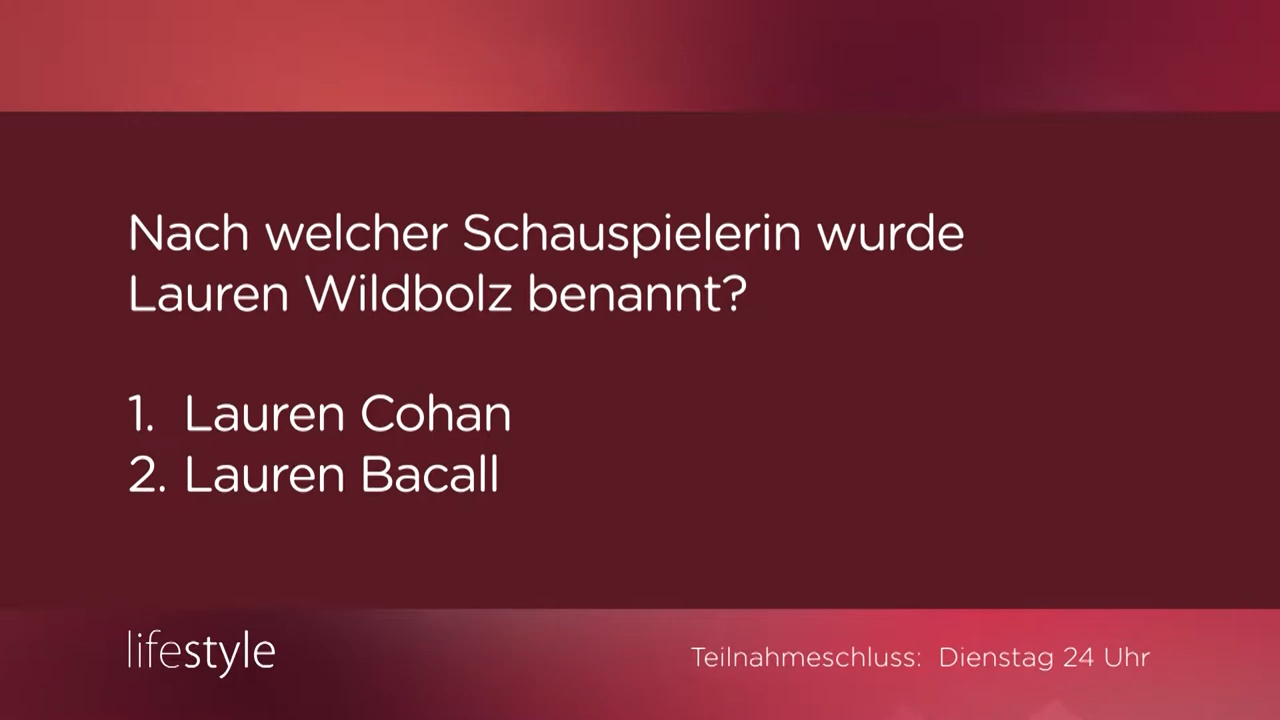 Nach welcher Schauspielerin wurde
Lauren Wildbolz benannt?
1. Lauren Cohan
2. Lauren Bacall
lifestyle
Teilnahmeschluss: Dienstag 24 Uhr